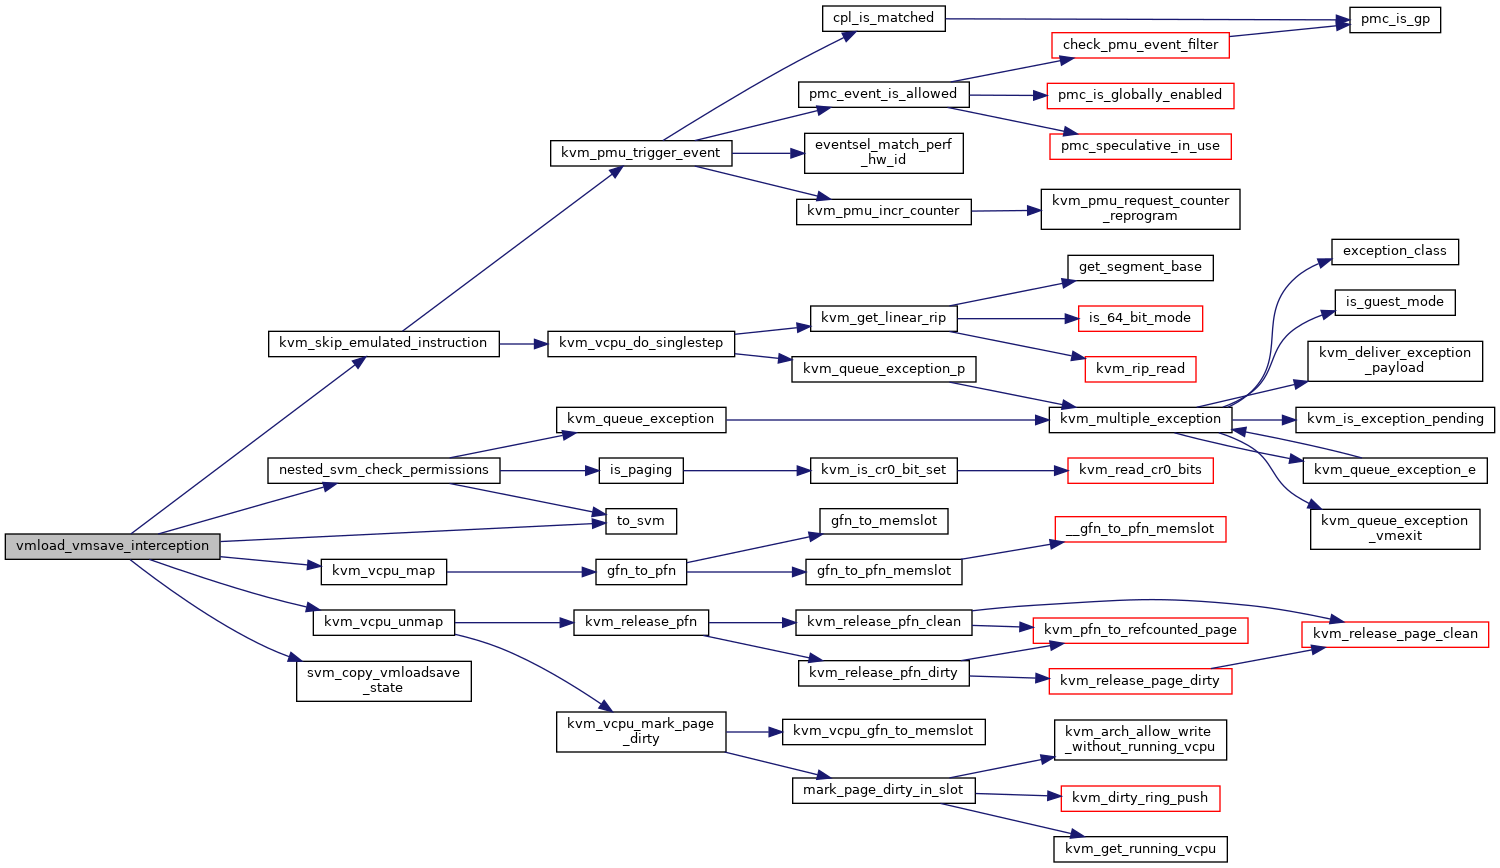 cpl_is_matched
pmc_is_gp
check_pmu_event_filter
pmc_event_is_allowed
pmc_is_globally_enabled
eventsel_match_perf
_hw_id
pmc_speculative_in_use
kvm_pmu_trigger_event
kvm_pmu_incr_counter
kvm_pmu_request_counter
_reprogram
exception_class
get_segment_base
is_guest_mode
kvm_get_linear_rip
is_64_bit_mode
kvm_skip_emulated_instruction
kvm_vcpu_do_singlestep
kvm_deliver_exception
_payload
kvm_queue_exception_p
kvm_rip_read
kvm_queue_exception
kvm_multiple_exception
kvm_is_exception_pending
nested_svm_check_permissions
is_paging
kvm_is_cr0_bit_set
kvm_read_cr0_bits
kvm_queue_exception_e
to_svm
gfn_to_memslot
__gfn_to_pfn_memslot
kvm_queue_exception
_vmexit
vmload_vmsave_interception
kvm_vcpu_map
gfn_to_pfn
gfn_to_pfn_memslot
kvm_vcpu_unmap
kvm_release_pfn
kvm_release_pfn_clean
kvm_pfn_to_refcounted_page
kvm_release_page_clean
svm_copy_vmloadsave
_state
kvm_release_pfn_dirty
kvm_release_page_dirty
kvm_vcpu_mark_page
_dirty
kvm_vcpu_gfn_to_memslot
kvm_arch_allow_write
_without_running_vcpu
mark_page_dirty_in_slot
kvm_dirty_ring_push
kvm_get_running_vcpu